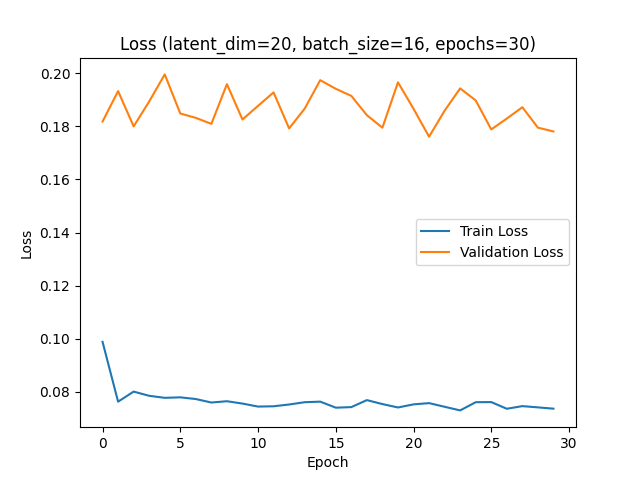 Loss (latent_dim=20, batch_size=16, epochs=30)
0.20
0.18
0.16
0.14
0.12
0.10
0.08
Loss
Train Loss
Validation Loss
0 5 10 15 20 25 30
Epoch